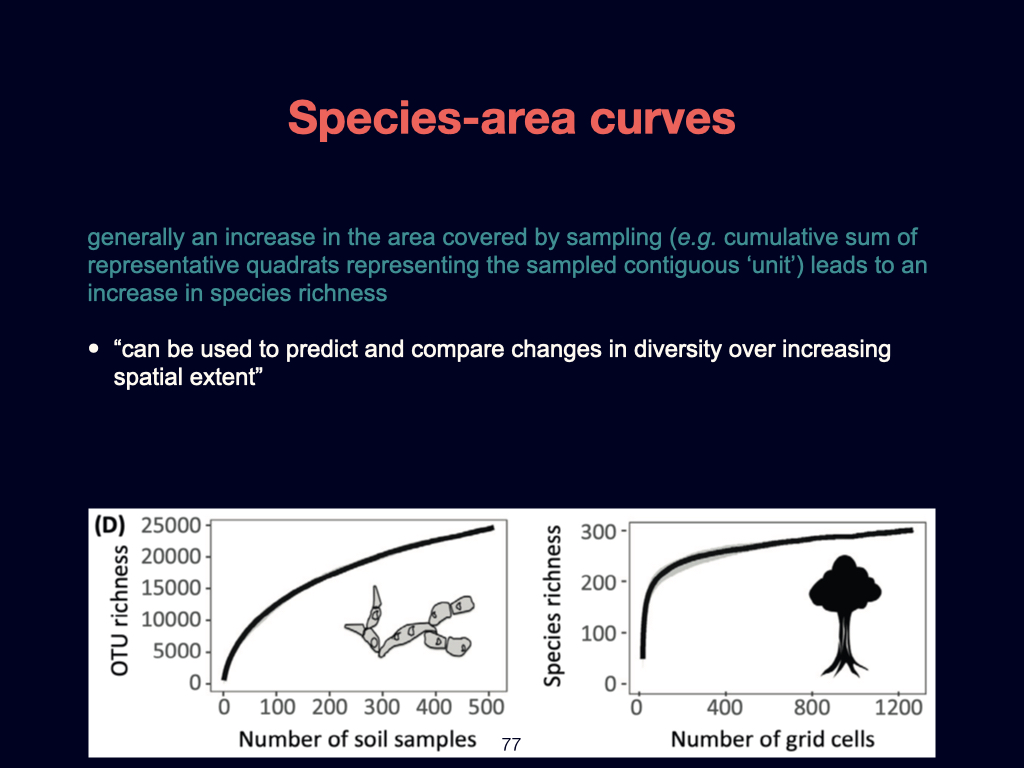 Species-area curves
generally an increase in the area covered by sampling (e.g. cumulative sum of
representative quadrats representing the sampled contiguous ‘unit’) leads to an
increase in species richness
• “can be used to predict and compare changes in diversity over increasing
spatial extent”
(D)
OTU richness
25000
20000
15000
10000
5000
0
0 100 200 300 400 500
Number of soil samples
Species richness
300
200
100
0
0 400 800 1200
Number of grid cells
77